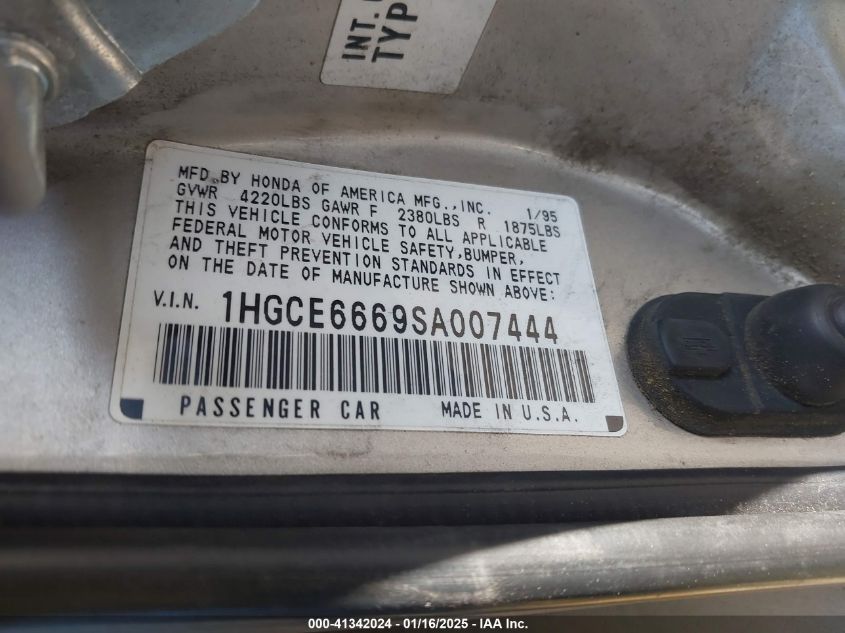 INT.
TYP
MFD.BY HONDA OF AMERICA MFG.,INC. 1/95
GVWR 4220LBS GAWR F 2380LBS R 1875LBS
THIS VEHICLE CONFORMS TO ALL APPLICABLE
FEDERAL MOTOR VEHICLE SAFETY,BUMPER,
AND THEFT PREVENTION STANDARDS IN EFFECT
ON THE DATE OF MANUFACTURE SHOWN ABOVE:
V.I.N. 1HGCE6669SA007444
PASSENGER CAR MADE IN U.S.A.
000-41342024 - 01/16/2025 - IAA Inc.